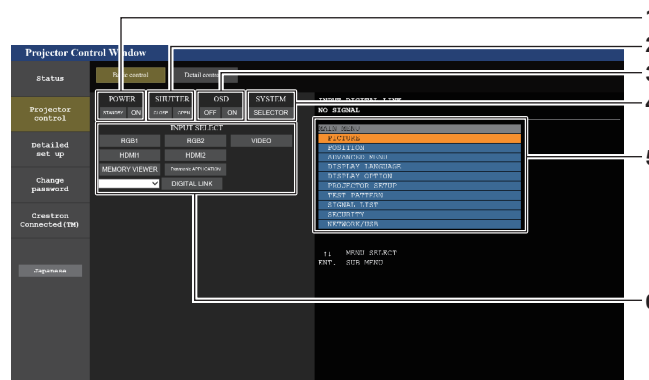 1
2
3
4
5
6
Projector Control Window
Status
Projector
control
Detailed
set up
Change
password
Crestron
Connected(TM)
Japanese
Basic control
Detail control
POWER
STANDBY ON
SHUTTER
CLOSE OPEN
OSD
OFF ON
SYSTEM
SELECTOR
INPUT SELECT
RGB1 RGB2 VIDEO
HDMI1 HDMI2
MEMORY VIEWER Panasonic APPLICATION
DIGITAL LINK
INPUT DIGITAL LINK
NO SIGNAL
MAIN MENU
PICTURE
POSITION
ADVANCED MENU
DISPLAY LANGUAGE
DISPLAY OPTION
PROJECTOR SETUP
TEST PATTERN
SIGNAL LIST
SECURITY
NETWORK/USB
↑↓ MENU SELECT
ENT. SUB MENU